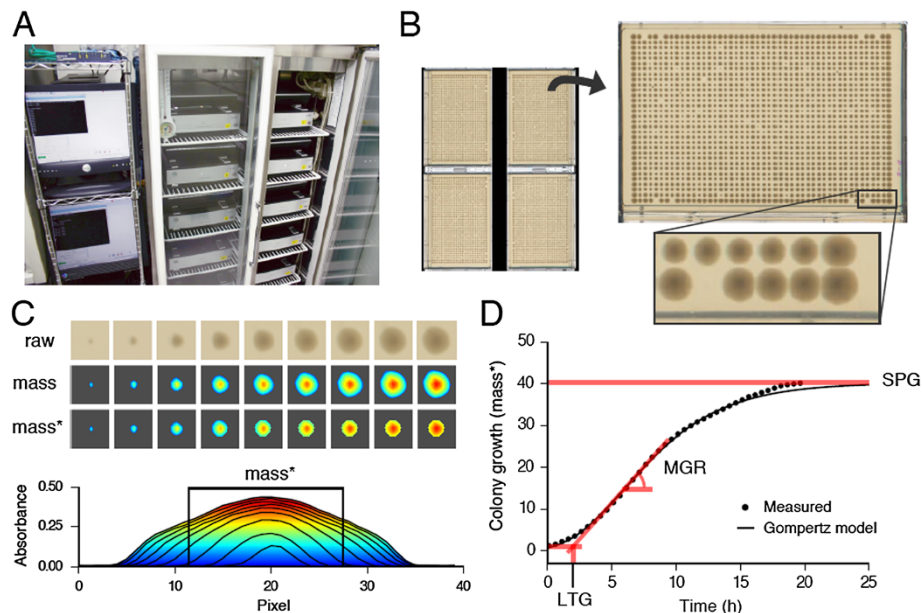 A
B
C
raw
mass
mass*
mass*
Absorbance
0.50
0.25
0.00
0
10
20
30
40
Pixel
D
Colony growth (mass*)
50
40
30
20
10
0
SPG
MGR
Measured
Gompertz model
0
5
10
15
20
25
LTG
Time (h)